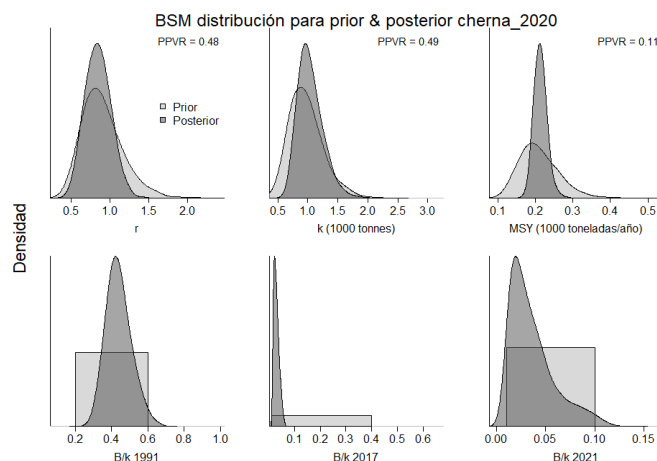 BSM distribución para prior & posterior cherna_2020
PPVR = 0.48
PPVR = 0.49
PPVR = 0.11
Prior
Posterior
0.5 1.0 1.5 2.0
0.5 1.0 1.5 2.0 2.5 3.0
0.1 0.2 0.3 0.4 0.5
r
k (1000 tonnes)
MSY (1000 toneladas/año)
Densidad
0.2 0.4 0.6 0.8 1.0
0.1 0.2 0.3 0.4 0.5 0.6
0.00 0.05 0.10 0.15
B/k 1991
B/k 2017
B/k 2021